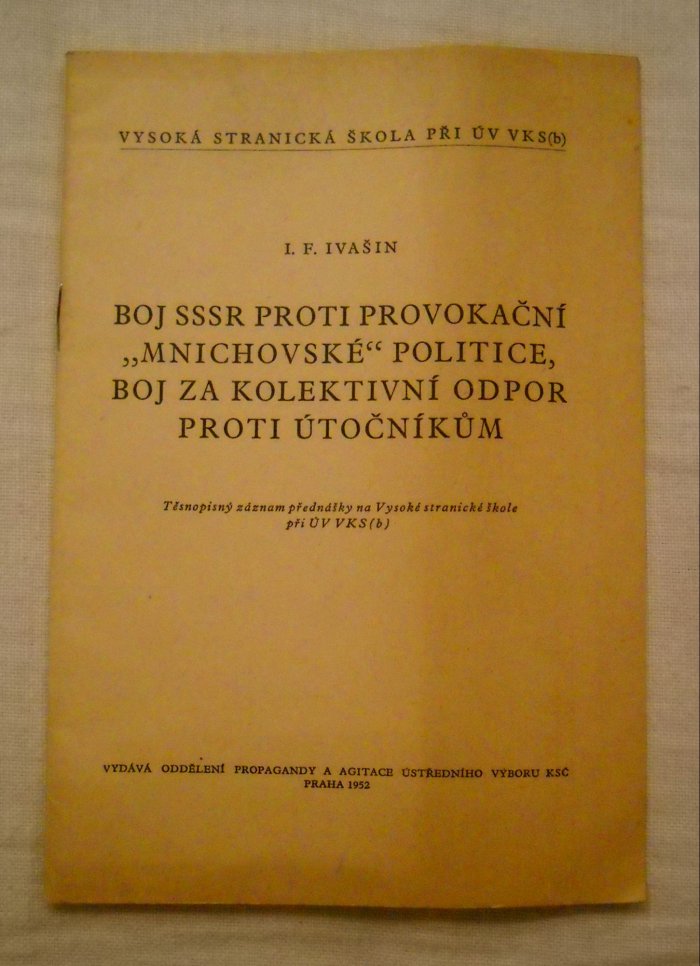 VYSOKÁ STRANICKÁ ŠKOLA PŘI ÚV VKS(b)
I. F. IVAŠIN
BOJ SSSR PROTI PROVOKAČNÍ
„MNICHOVSKÉ“ POLITICE,
BOJ ZA KOLEKTIVNÍ ODPOR
PROTI ÚTOČNÍKŮM
Těsnopisný záznam přednášky na Vysoké stranické škole
při ÚV VKS(b)
VYDÁVÁ ODDĚLENÍ PROPAGANDY A AGITACE ÚSTŘEDNÍHO VÝBORU KSČ
PRAHA 1952